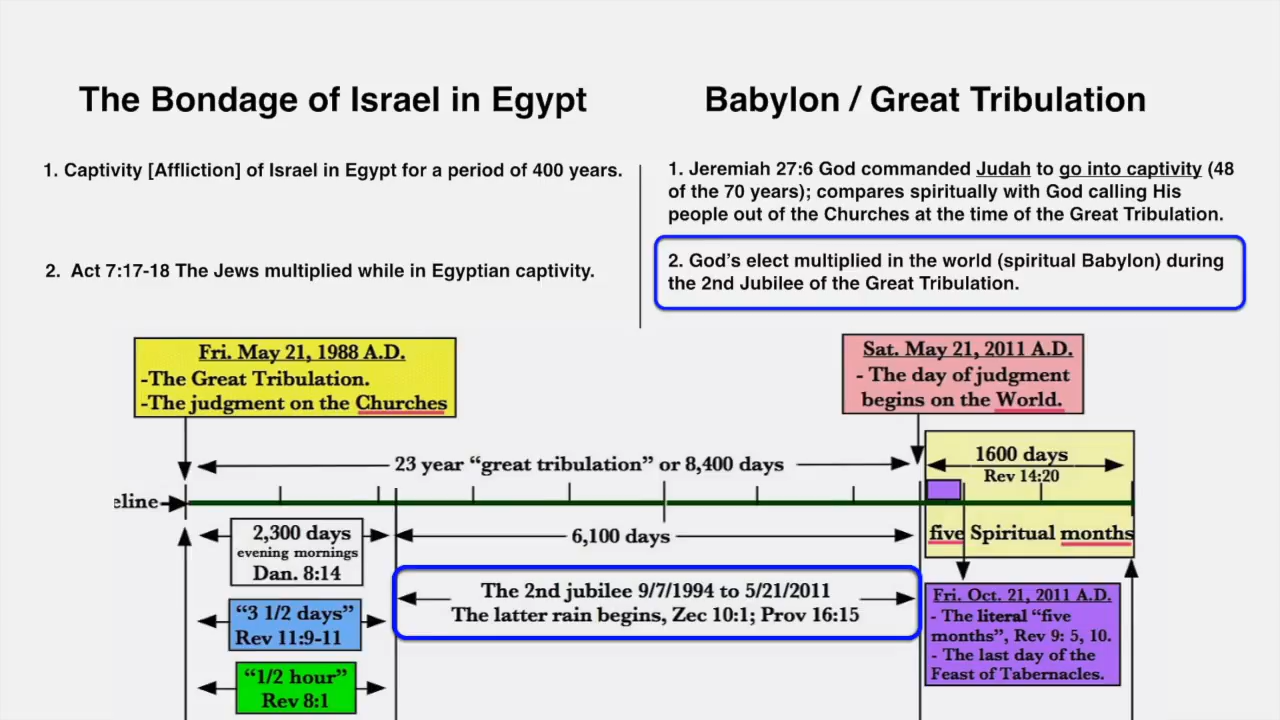 The Bondage of Israel in Egypt
1. Captivity [Affliction] of Israel in Egypt for a period of 400 years.
2. Act 7:17-18 The Jews multiplied while in Egyptian captivity.
Babylon / Great Tribulation
1. Jeremiah 27:6 God commanded Judah to go into captivity (48
of the 70 years); compares spiritually with God calling His
people out of the Churches at the time of the Great Tribulation.
2. God’s elect multiplied in the world (spiritual Babylon) during
the 2nd Jubilee of the Great Tribulation.
Fri. May 21, 1988 A.D.
-The Great Tribulation.
-The judgment on the Churches
Sat. May 21, 2011 A.D.
- The day of judgment
begins on the World.
23 year “great tribulation” or 8,400 days
1600 days
Rev 14:20
eline
2,300 days
evening mornings
Dan. 8:14
6,100 days
five Spiritual months
The 2nd jubilee 9/7/1994 to 5/21/2011
The latter rain begins, Zec 10:1; Prov 16:15
“3 1/2 days”
Rev 11:9-11
“1/2 hour”
Rev 8:1
Fri. Oct. 21, 2011 A.D.
- The literal “five
months”, Rev 9: 5, 10.
- The last day of the
Feast of Tabernacles.